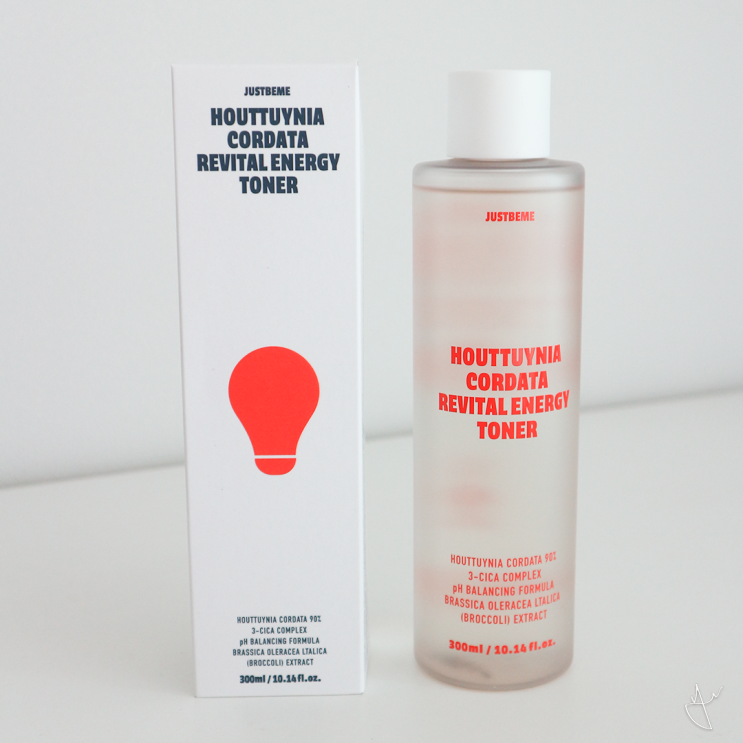 JUSTBEME
HOUTTUYNIA
CORDATA
REVITAL ENERGY
TONER
HOUTTUYNIA CORDATA 90%
3-CICA COMPLEX
pH BALANCING FORMULA
BRASSICA OLERACEA LTALICA
(BROCCOLI) EXTRACT
300ml / 10.14 fl.oz.
JUSTBEME
HOUTTUYNIA
CORDATA
REVITAL ENERGY
TONER
HOUTTUYNIA CORDATA 90%
3-CICA COMPLEX
pH BALANCING FORMULA
BRASSICA OLERACEA LTALICA
(BROCCOLI) EXTRACT
300ml / 10.14 fl.oz.